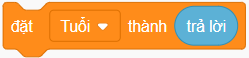 đặt Tuổi thành trả lời